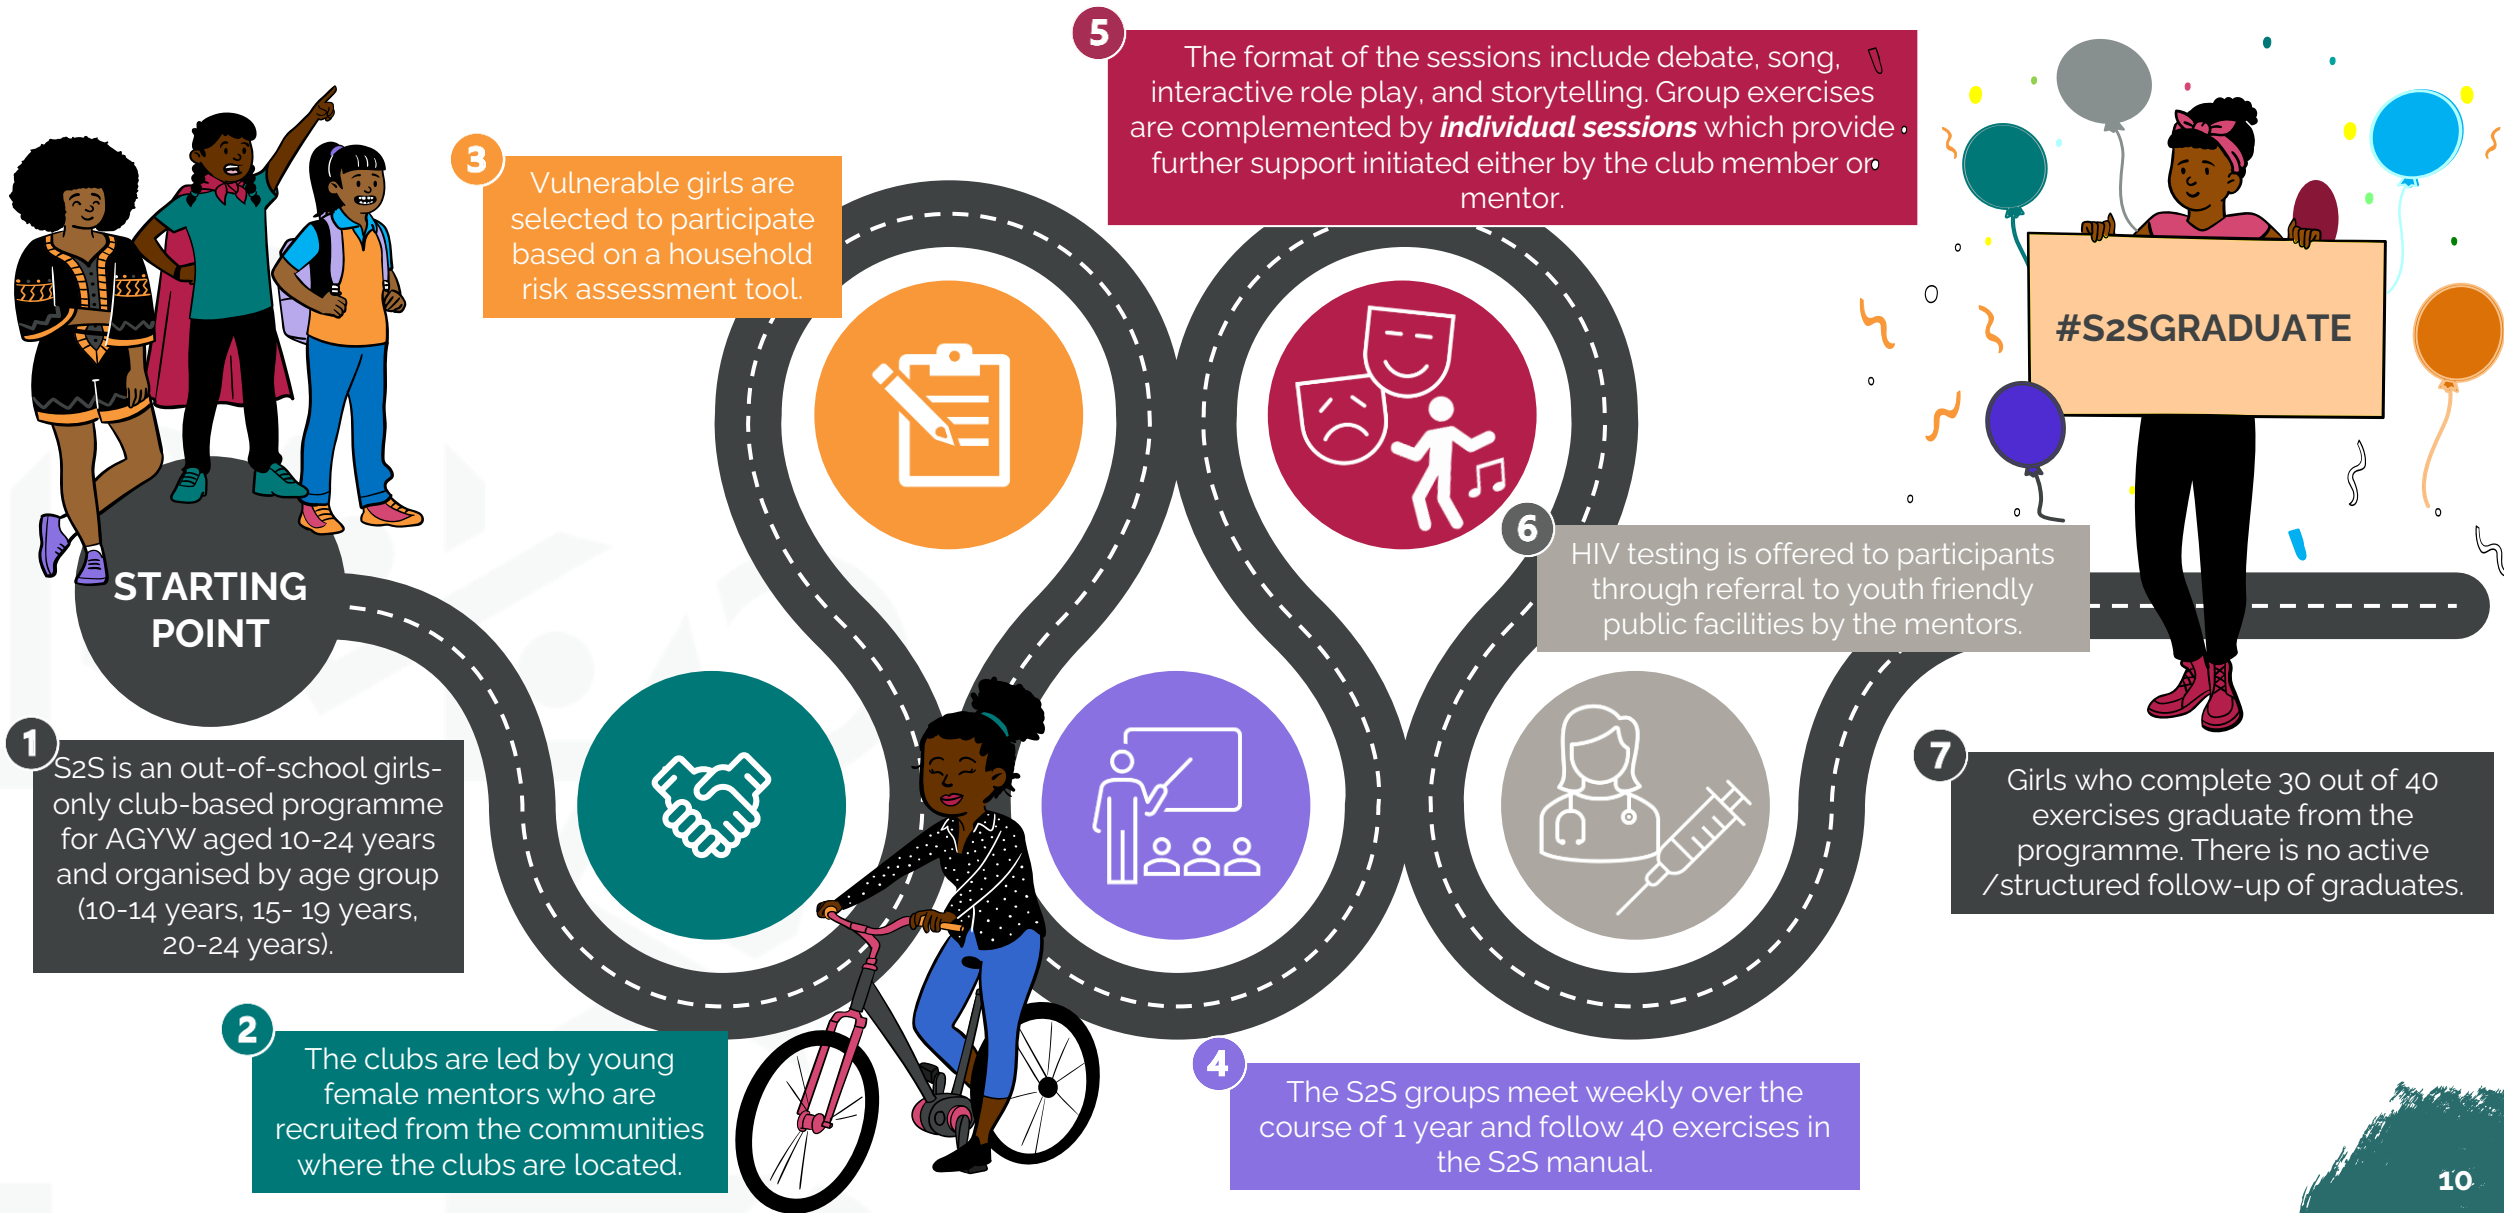 STARTING
POINT
1
S2S is an out-of-school girls-
only club-based programme
for AGYW aged 10-24 years
and organised by age group
(10-14 years, 15- 19 years,
20-24 years).
2
The clubs are led by young
female mentors who are
recruited from the communities
where the clubs are located.
3
Vulnerable girls are
selected to participate
based on a household
risk assessment tool.
4
The S2S groups meet weekly over the
course of 1 year and follow 40 exercises in
the S2S manual.
5
The format of the sessions include debate, song,
interactive role play, and storytelling. Group exercises
are complemented by individual sessions which provide
further support initiated either by the club member or
mentor.
6
HIV testing is offered to participants
through referral to youth friendly
public facilities by the mentors.
7
Girls who complete 30 out of 40
exercises graduate from the
programme. There is no active
/structured follow-up of graduates.
#S2SGRADUATE
10